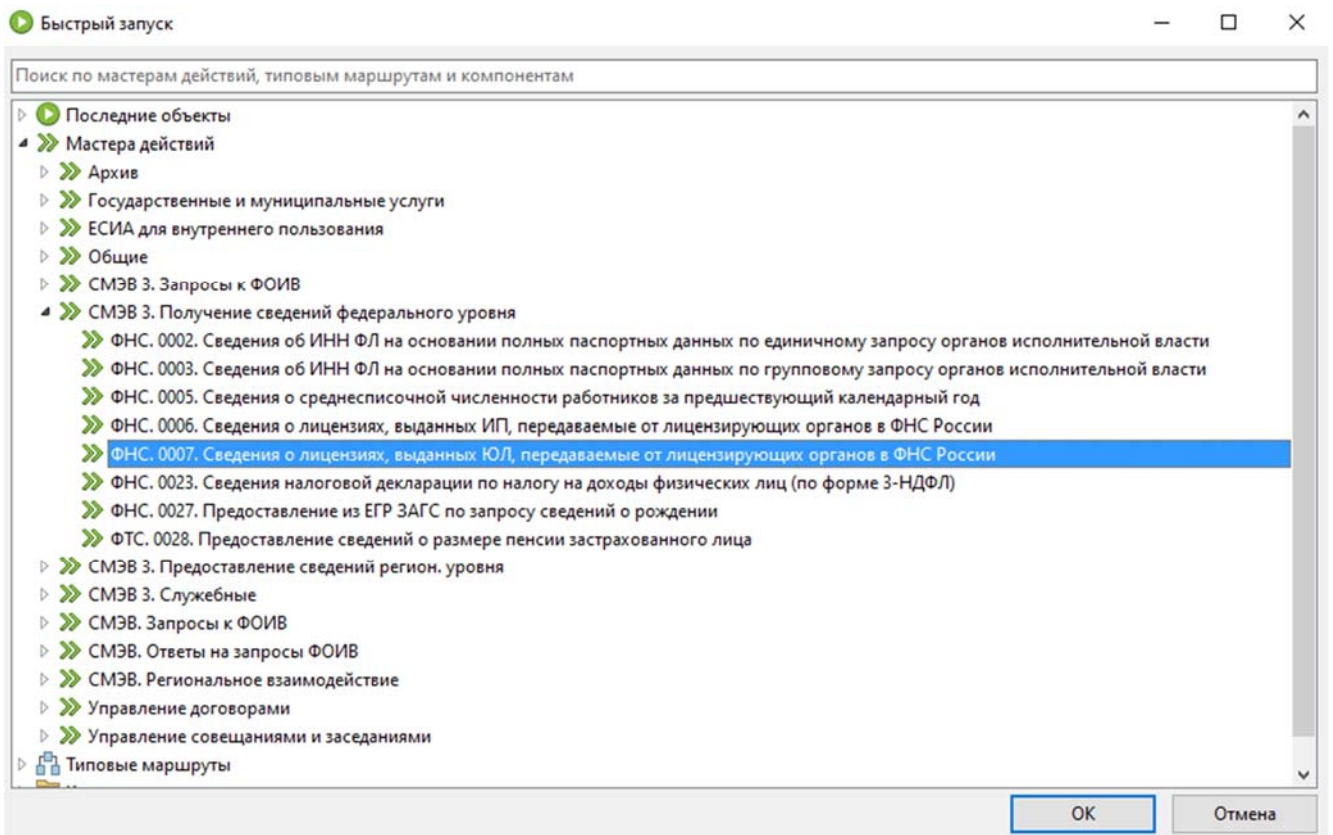 Быстрый запуск
Поиск по мастерам действий, типовым маршрутам и компонентам
Последние объекты
Мастера действий
Архив
Государственные и муниципальные услуги
ЕСИА для внутреннего пользования
Общие
СМЭВ 3. Запросы к ФОИВ
СМЭВ 3. Получение сведений федерального уровня
ФНС. 0002. Сведения об ИНН ФЛ на основании полных паспортных данных по единичному запросу органов исполнительной власти
ФНС. 0003. Сведения об ИНН ФЛ на основании полных паспортных данных по групповому запросу органов исполнительной власти
ФНС. 0005. Сведения о среднесписочной численности работников за предшествующий календарный год
ФНС. 0006. Сведения о лицензиях, выданных ИП, передаваемые от лицензирующих органов в ФНС России
ФНС. 0007. Сведения о лицензиях, выданных ЮЛ, передаваемые от лицензирующих органов в ФНС России
ФНС. 0023. Сведения налоговой декларации по налогу на доходы физических лиц (по форме 3-НДФЛ)
ФНС. 0027. Предоставление из ЕГР ЗАГС по запросу сведений о рождении
ФТС. 0028. Предоставление сведений о размере пенсии застрахованного лица
СМЭВ 3. Предоставление сведений регион. уровня
СМЭВ 3. Служебные
СМЭВ. Запросы к ФОИВ
СМЭВ. Ответы на запросы ФОИВ
СМЭВ. Региональное взаимодействие
Управление договорами
Управление совещаниями и заседаниями
Типовые маршруты
ОК Отмена